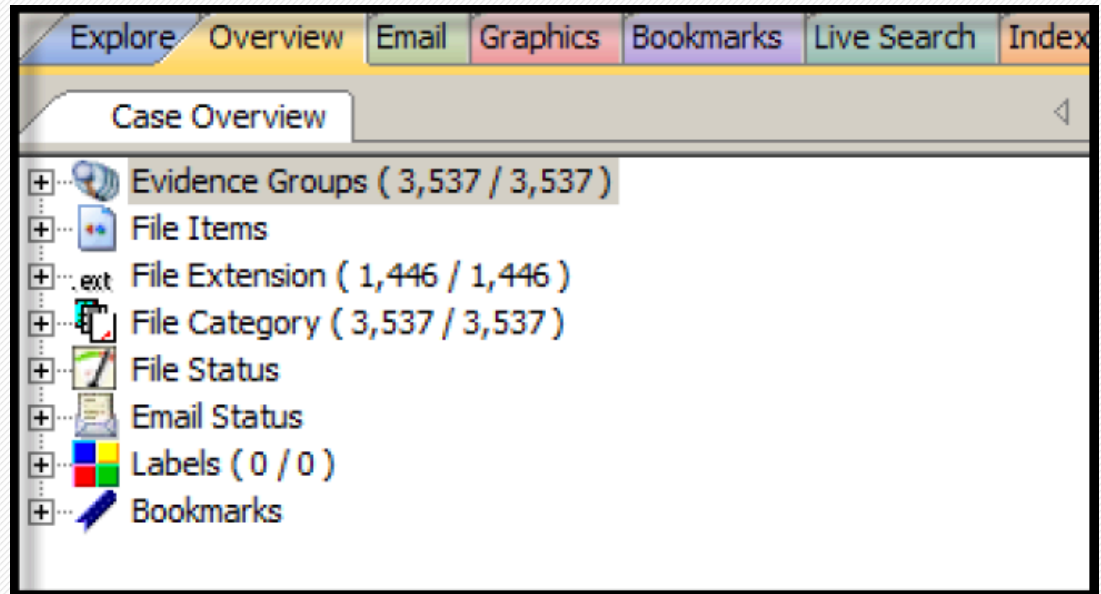 Explore Overview Email Graphics Bookmarks Live Search Index
Case Overview
Evidence Groups ( 3,537 / 3,537 )
File Items
.ext File Extension ( 1,446 / 1,446 )
File Category ( 3,537 / 3,537 )
File Status
Email Status
Labels ( 0 / 0 )
Bookmarks